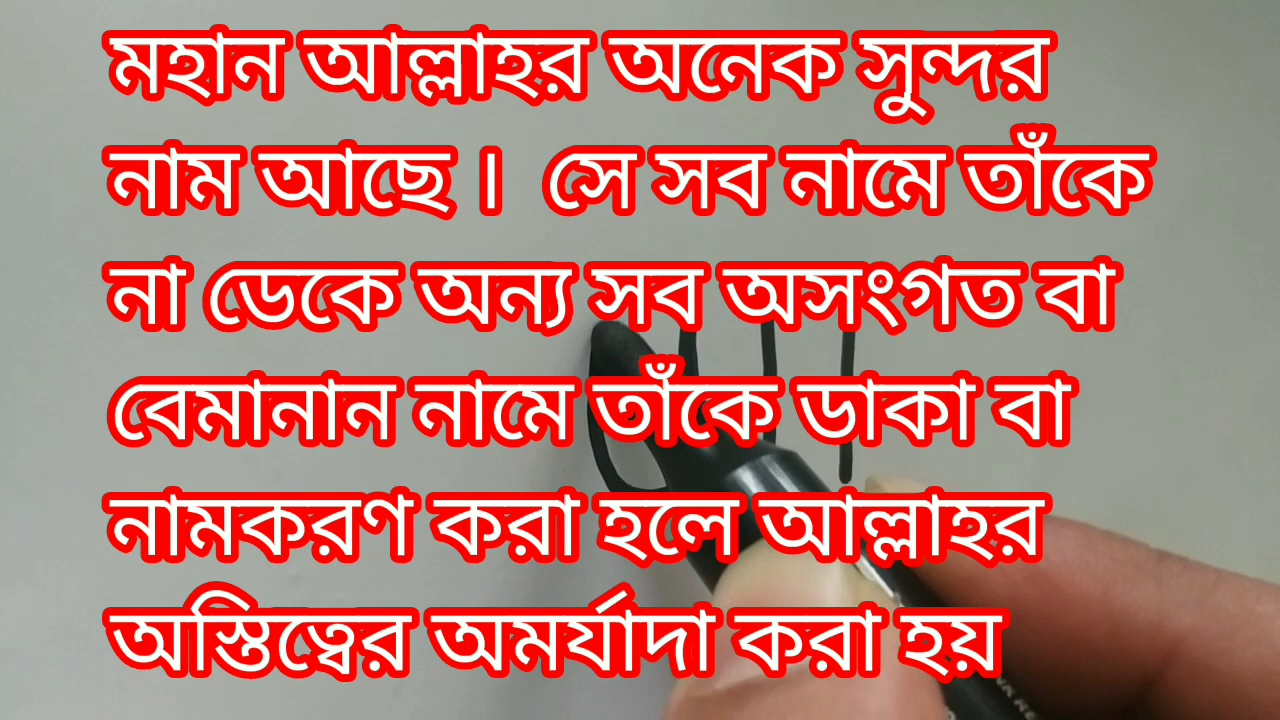 মহান আল্লাহর অনেক সুন্দর
নাম আছে। সে সব নামে তাঁকে
না ডেকে অন্য সব অসংগত বা
বেমানান নামে তাঁকে ডাকা বা
নামকরণ করা হলে আল্লাহর
অস্তিত্বের অমর্যাদা করা হয়